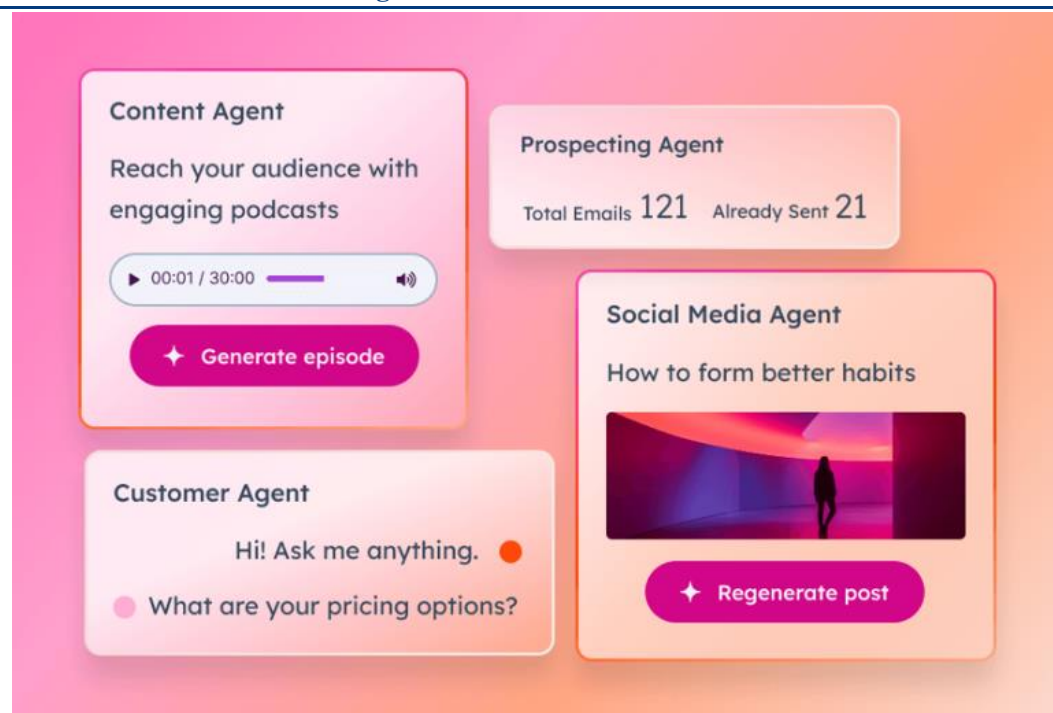 Content Agent
Reach your audience with
engaging podcasts
00:01 / 30:00
Generate episode
Prospecting Agent
Total Emails 121 Already Sent 21
Social Media Agent
How to form better habits
Regenerate post
Customer Agent
Hi! Ask me anything.
What are your pricing options?